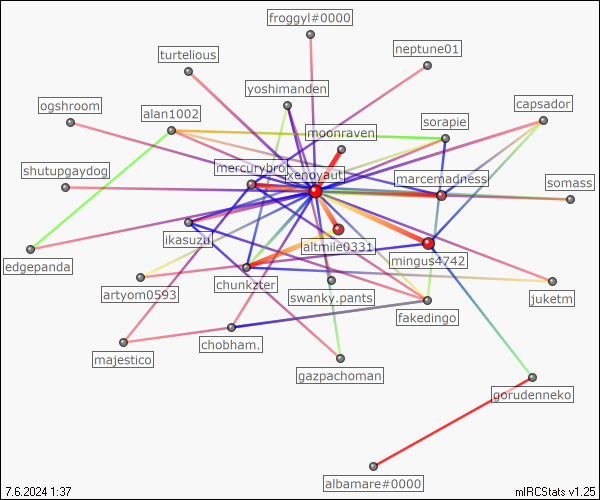 froggyl#0000
turtelious
neptune01
yoshimanden
ogshroom
alan1002
capsador
sorapie
moonraven
shutupgaydog
mercurybro
xenoyaut
marcemadness
somass
ikasuzu
altmile0331
edgepanda
mingus4742
artyom0593
chunkzter
swanky.pants
juketm
fakedingo
majestico
chobham.
gazpachoman
gorudenneko
albamare#0000
7.6.2024 1:37
mIRCStats v1.25